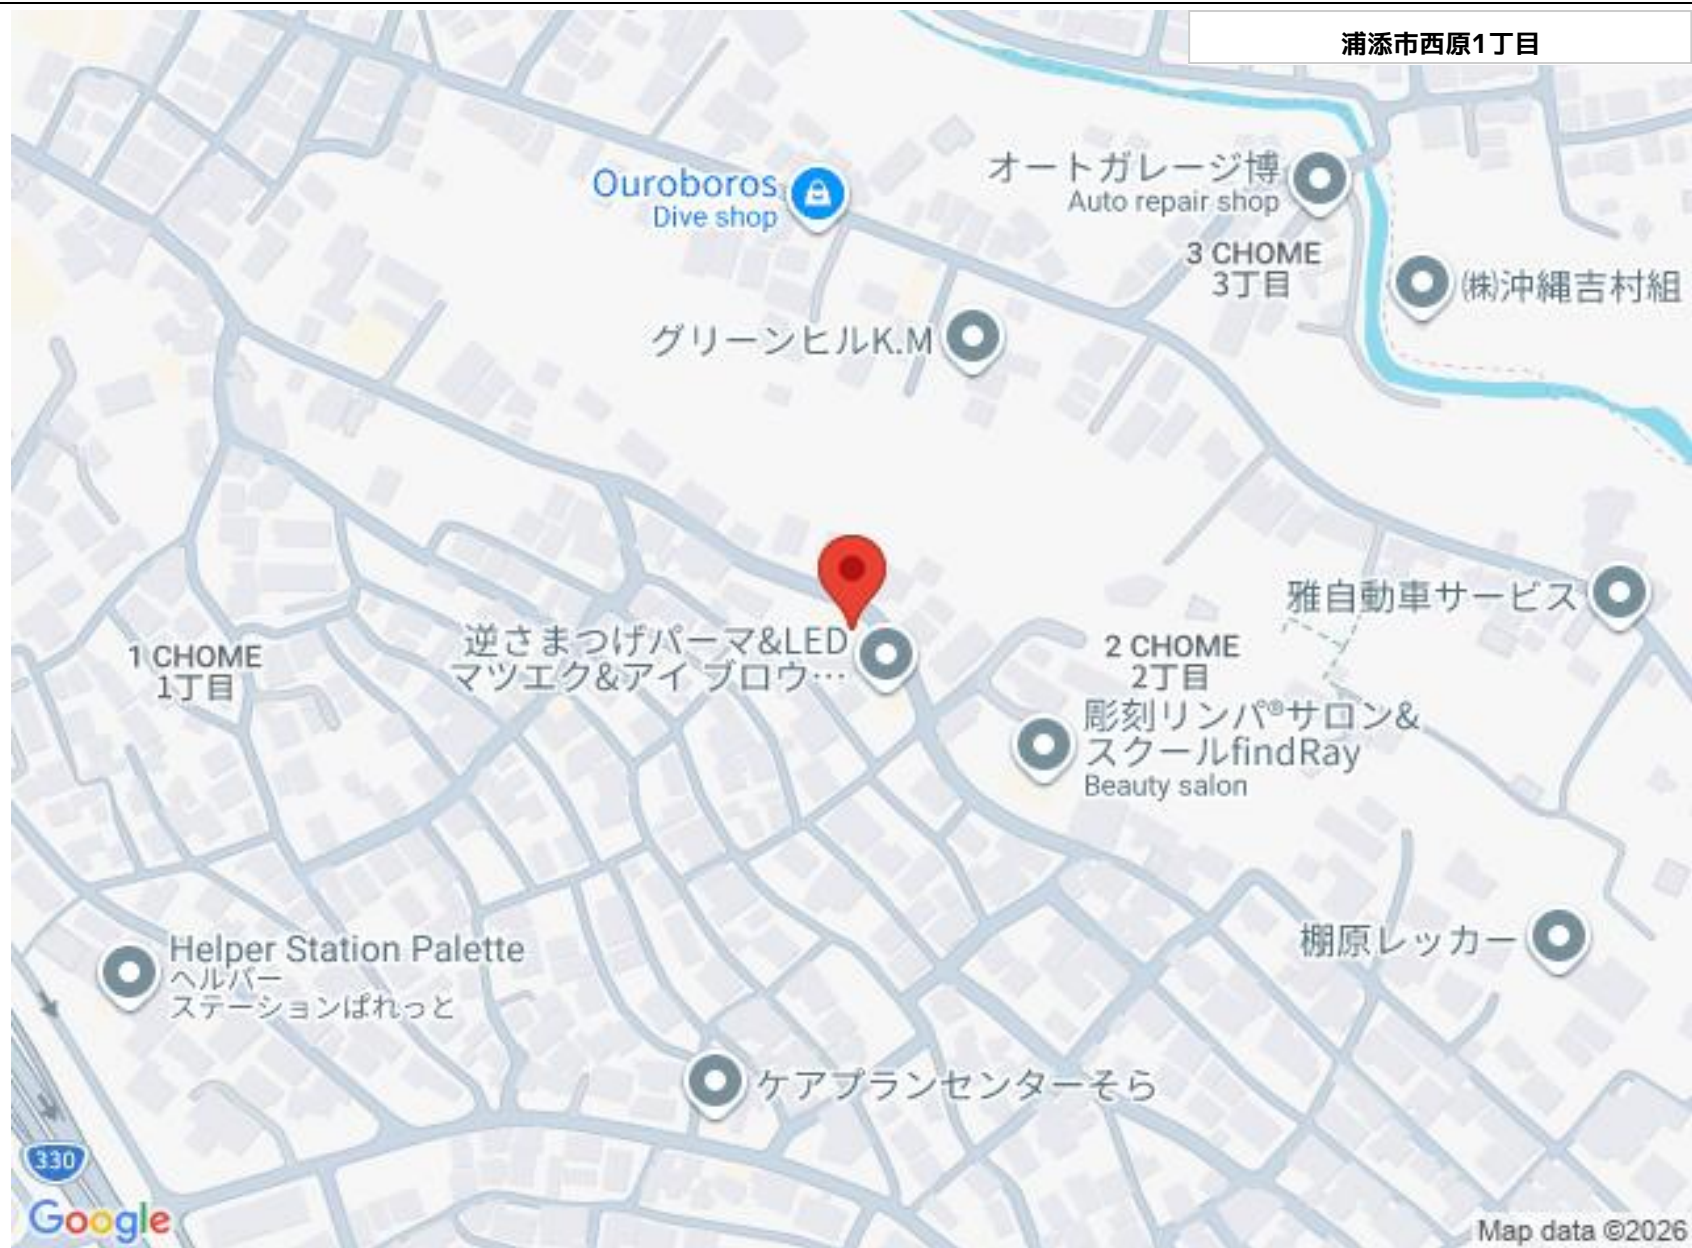 浦添市西原1丁目
オートガレージ博
Auto repair shop
Ouroboros
Dive shop
3 CHOME
3丁目
㈱沖縄吉村組
グリーンヒルK.M
雅自動車サービス
逆さまつげパーマ&LED
マツエク&アイ ブロウ…
1 CHOME
1丁目
2 CHOME
2丁目
彫刻リンパ®サロン&
スクールfindRay
Beauty salon
棚原レッカー
Helper Station Palette
ヘルパー
ステーションぱれっと
ケアプランセンターそら
330
Google
Map data ©2026